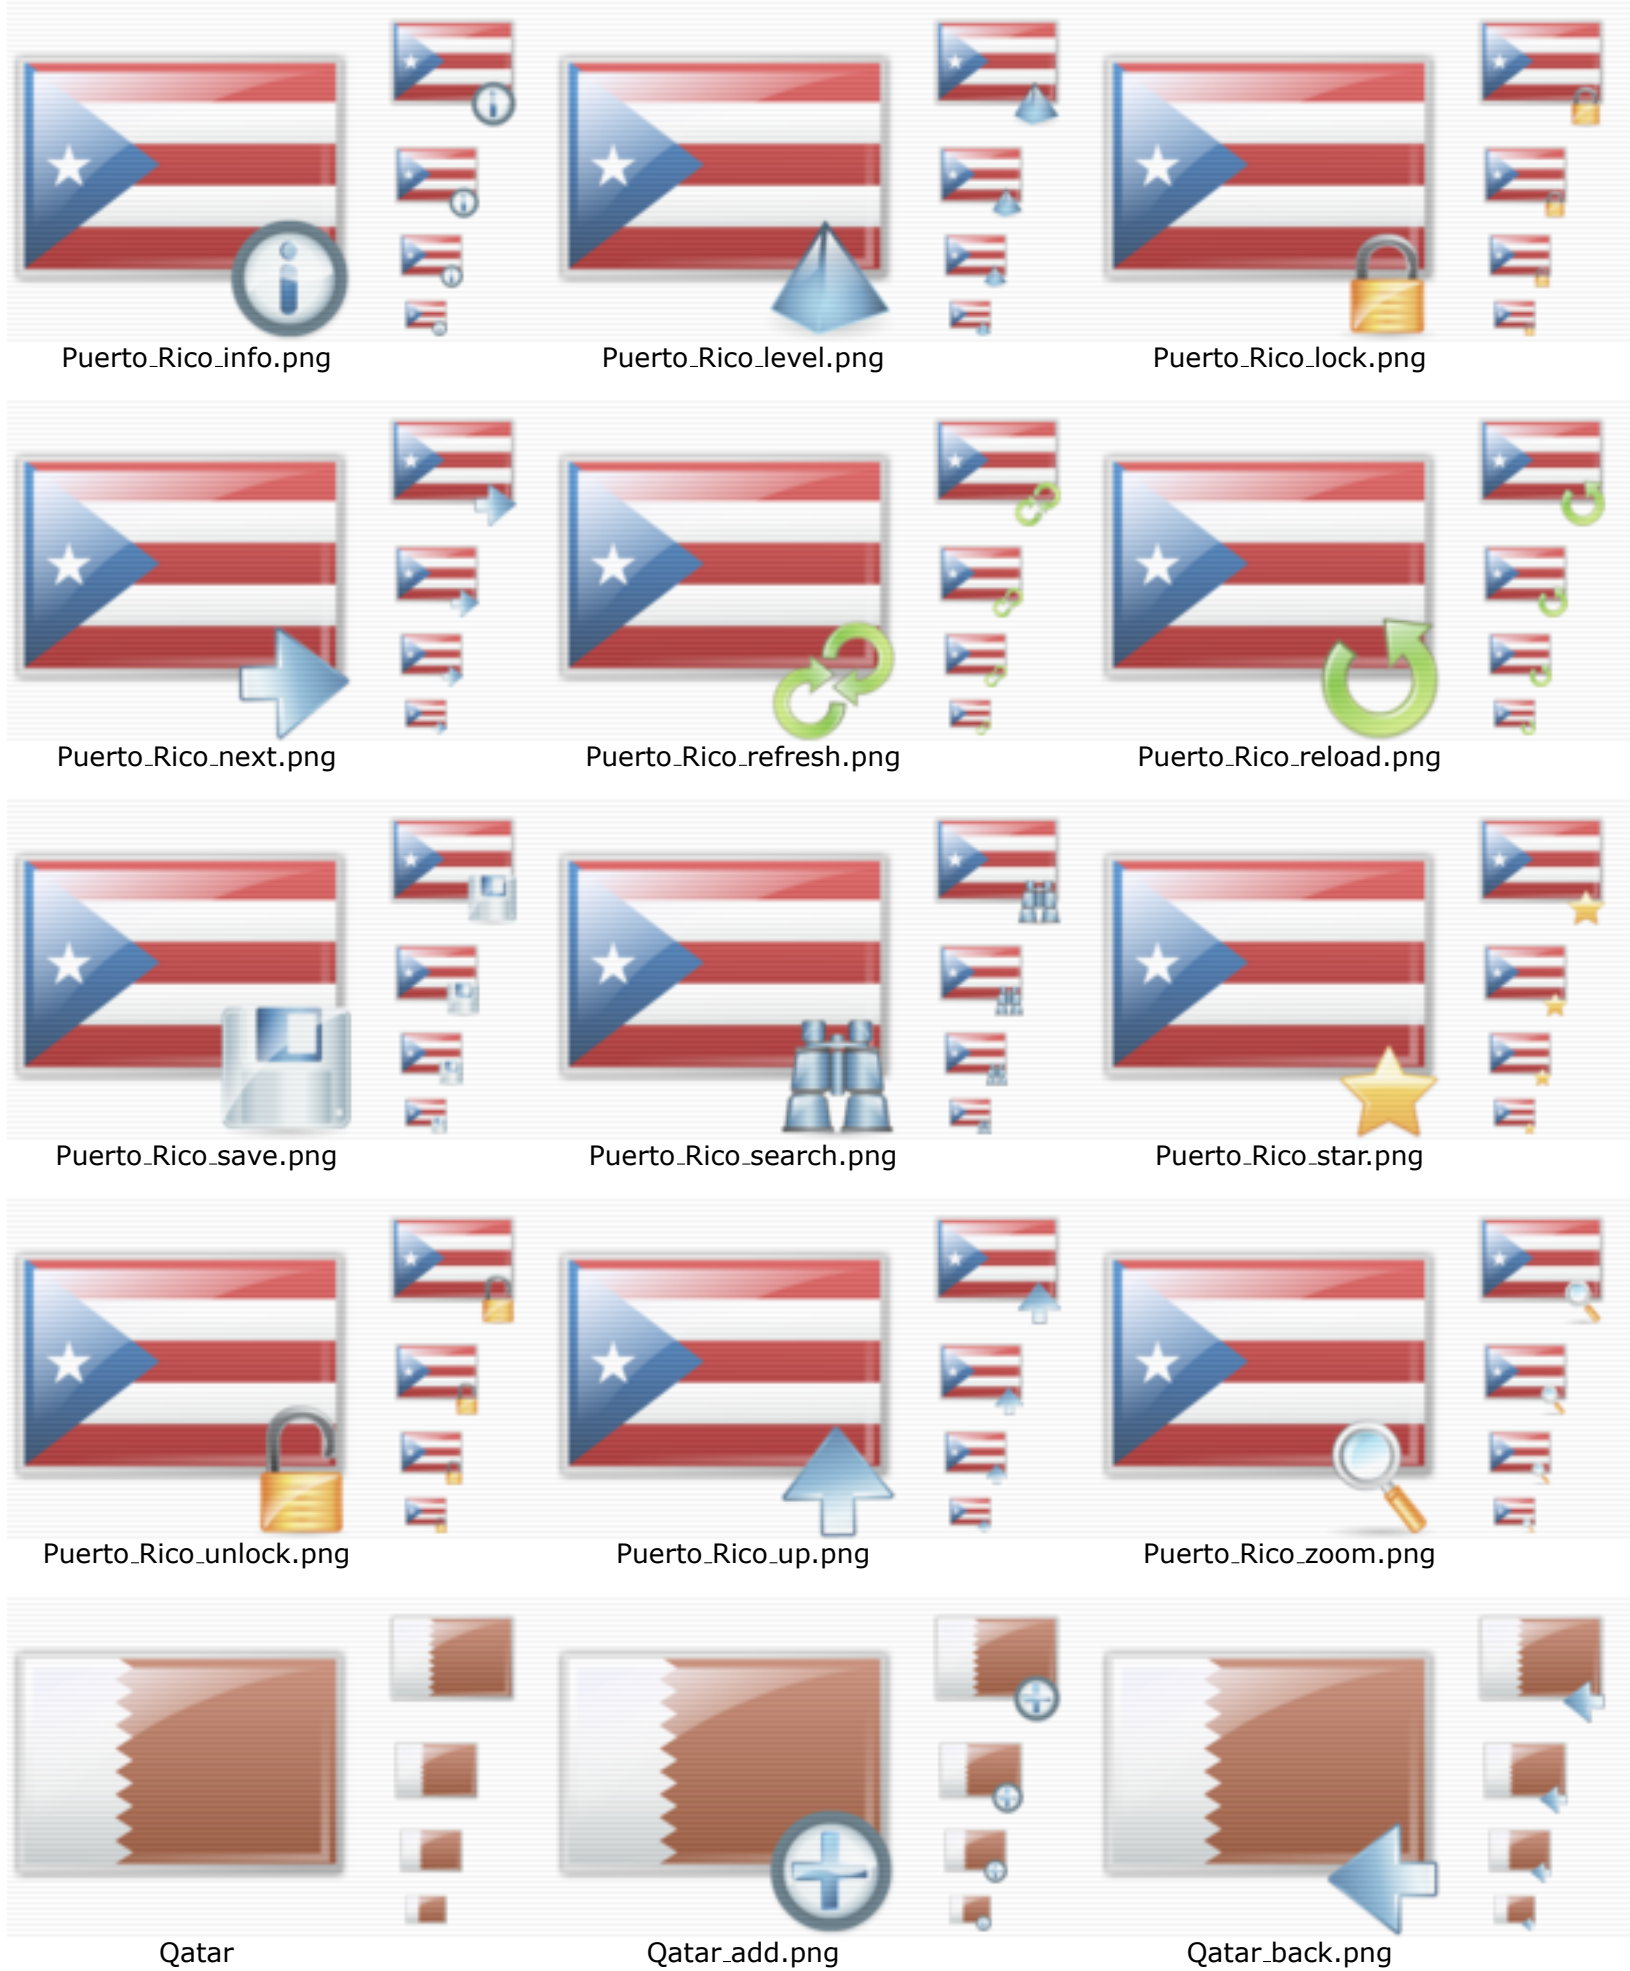 Puerto_Rico_info.png
Puerto_Rico_level.png
Puerto_Rico_lock.png
Puerto_Rico_next.png
Puerto_Rico_refresh.png
Puerto_Rico_reload.png
Puerto_Rico_save.png
Puerto_Rico_search.png
Puerto_Rico_star.png
Puerto_Rico_unlock.png
Puerto_Rico_up.png
Puerto_Rico_zoom.png
Qatar
Qatar_add.png
Qatar_back.png